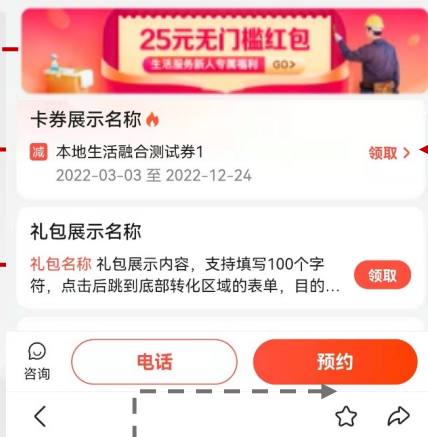 25元无门槛红包
生活服务新人专属福利 GO>
卡券展示名称
减 本地生活融合测试券1 领取 >
2022-03-03 至 2022-12-24
礼包展示名称
礼包名称 礼包展示内容，支持填写100个字
符，点击后跳到底部转化区域的表单，目的... 领取
咨询 电话 预约